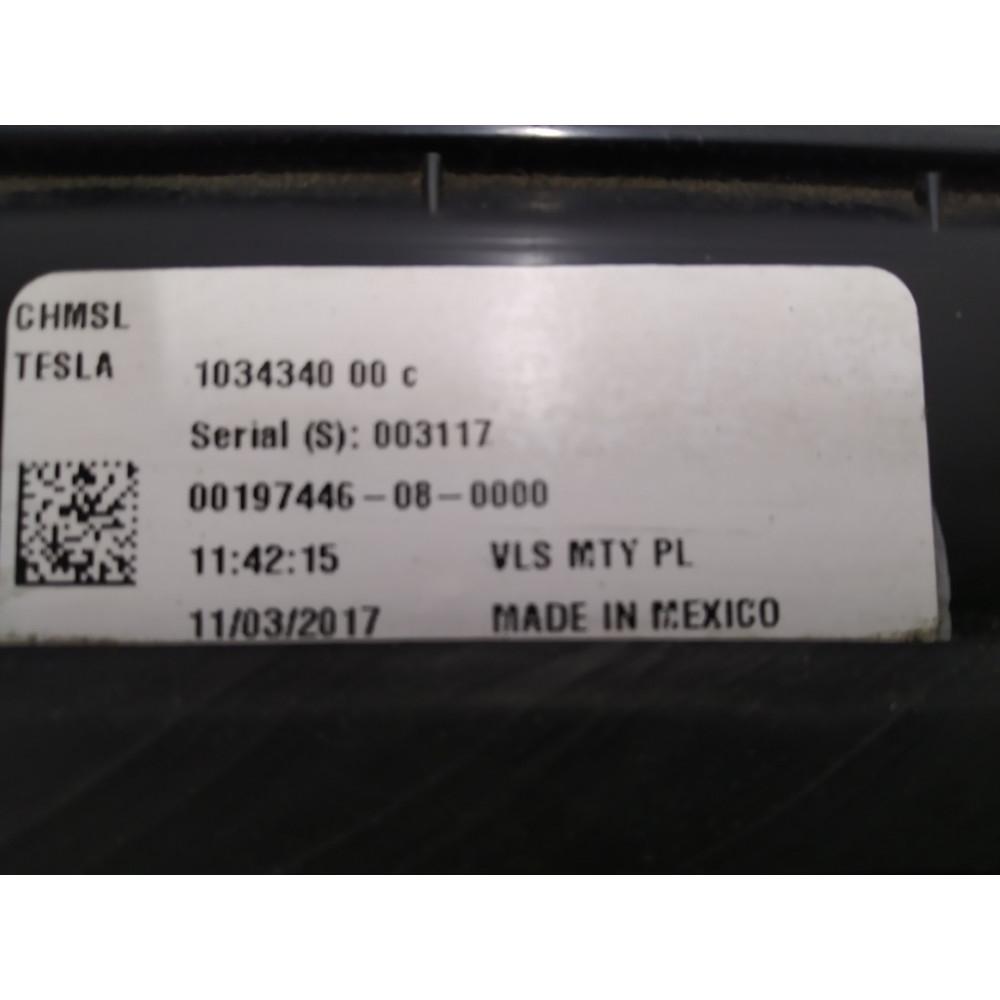 CHMSL
TESLA 1034340 00 c
Serial (S): 003117
00197446-08-0000
11:42:15 VLS MTY PL
11/03/2017 MADE IN MEXICO